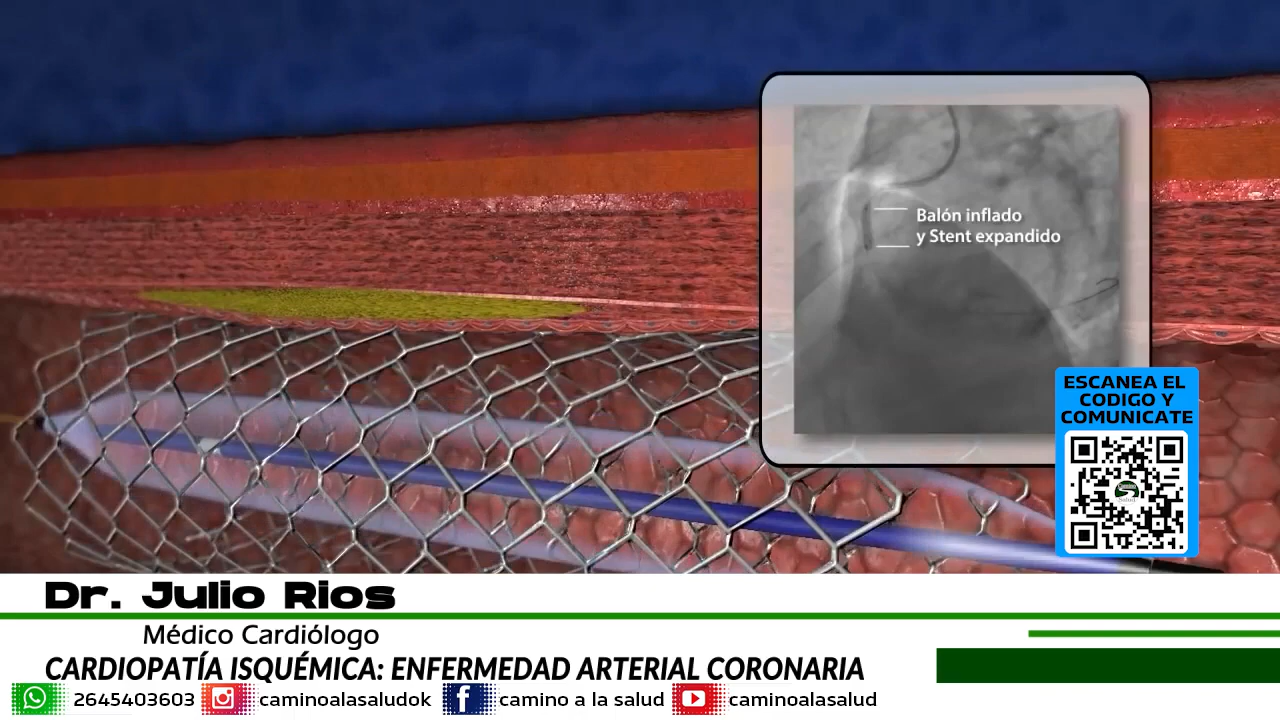 Balón inflado
y Stent expandido
ESCANEA EL
CODIGO Y
COMUNICATE
Dr. Julio Rios
Médico Cardiólogo
CARDIOPATÍA ISQUÉMICA: ENFERMEDAD ARTERIAL CORONARIA
2645403603 caminoalasaludok camino a la salud caminoalasalud